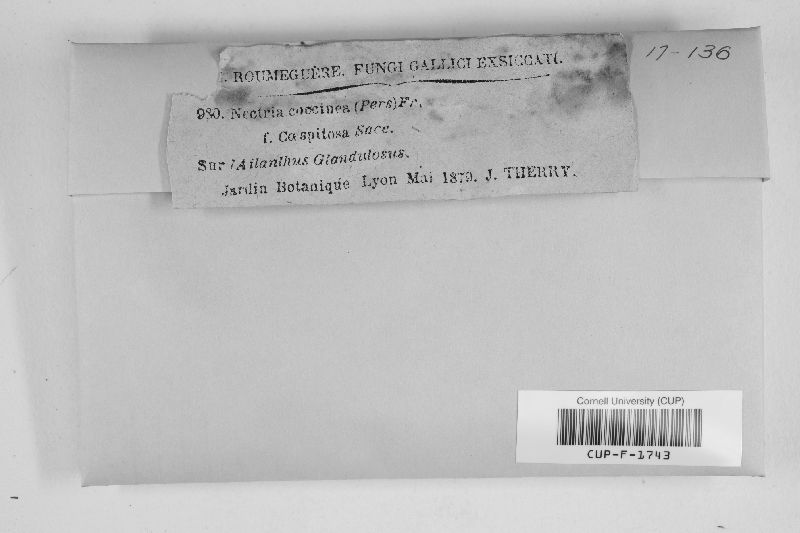 . ROUMEGUÈRE. FUNGI GALLICI EXSICCATI.
17-136
980. Nectria coccinea (Pers) Fr.
f. Cœspitosa Sacc.
Sur l'Ailanthus Glandulosus.
Jardin Botanique Lyon Mai 1879. J. THERRY.
Cornell University (CUP)
CUP-F-1743